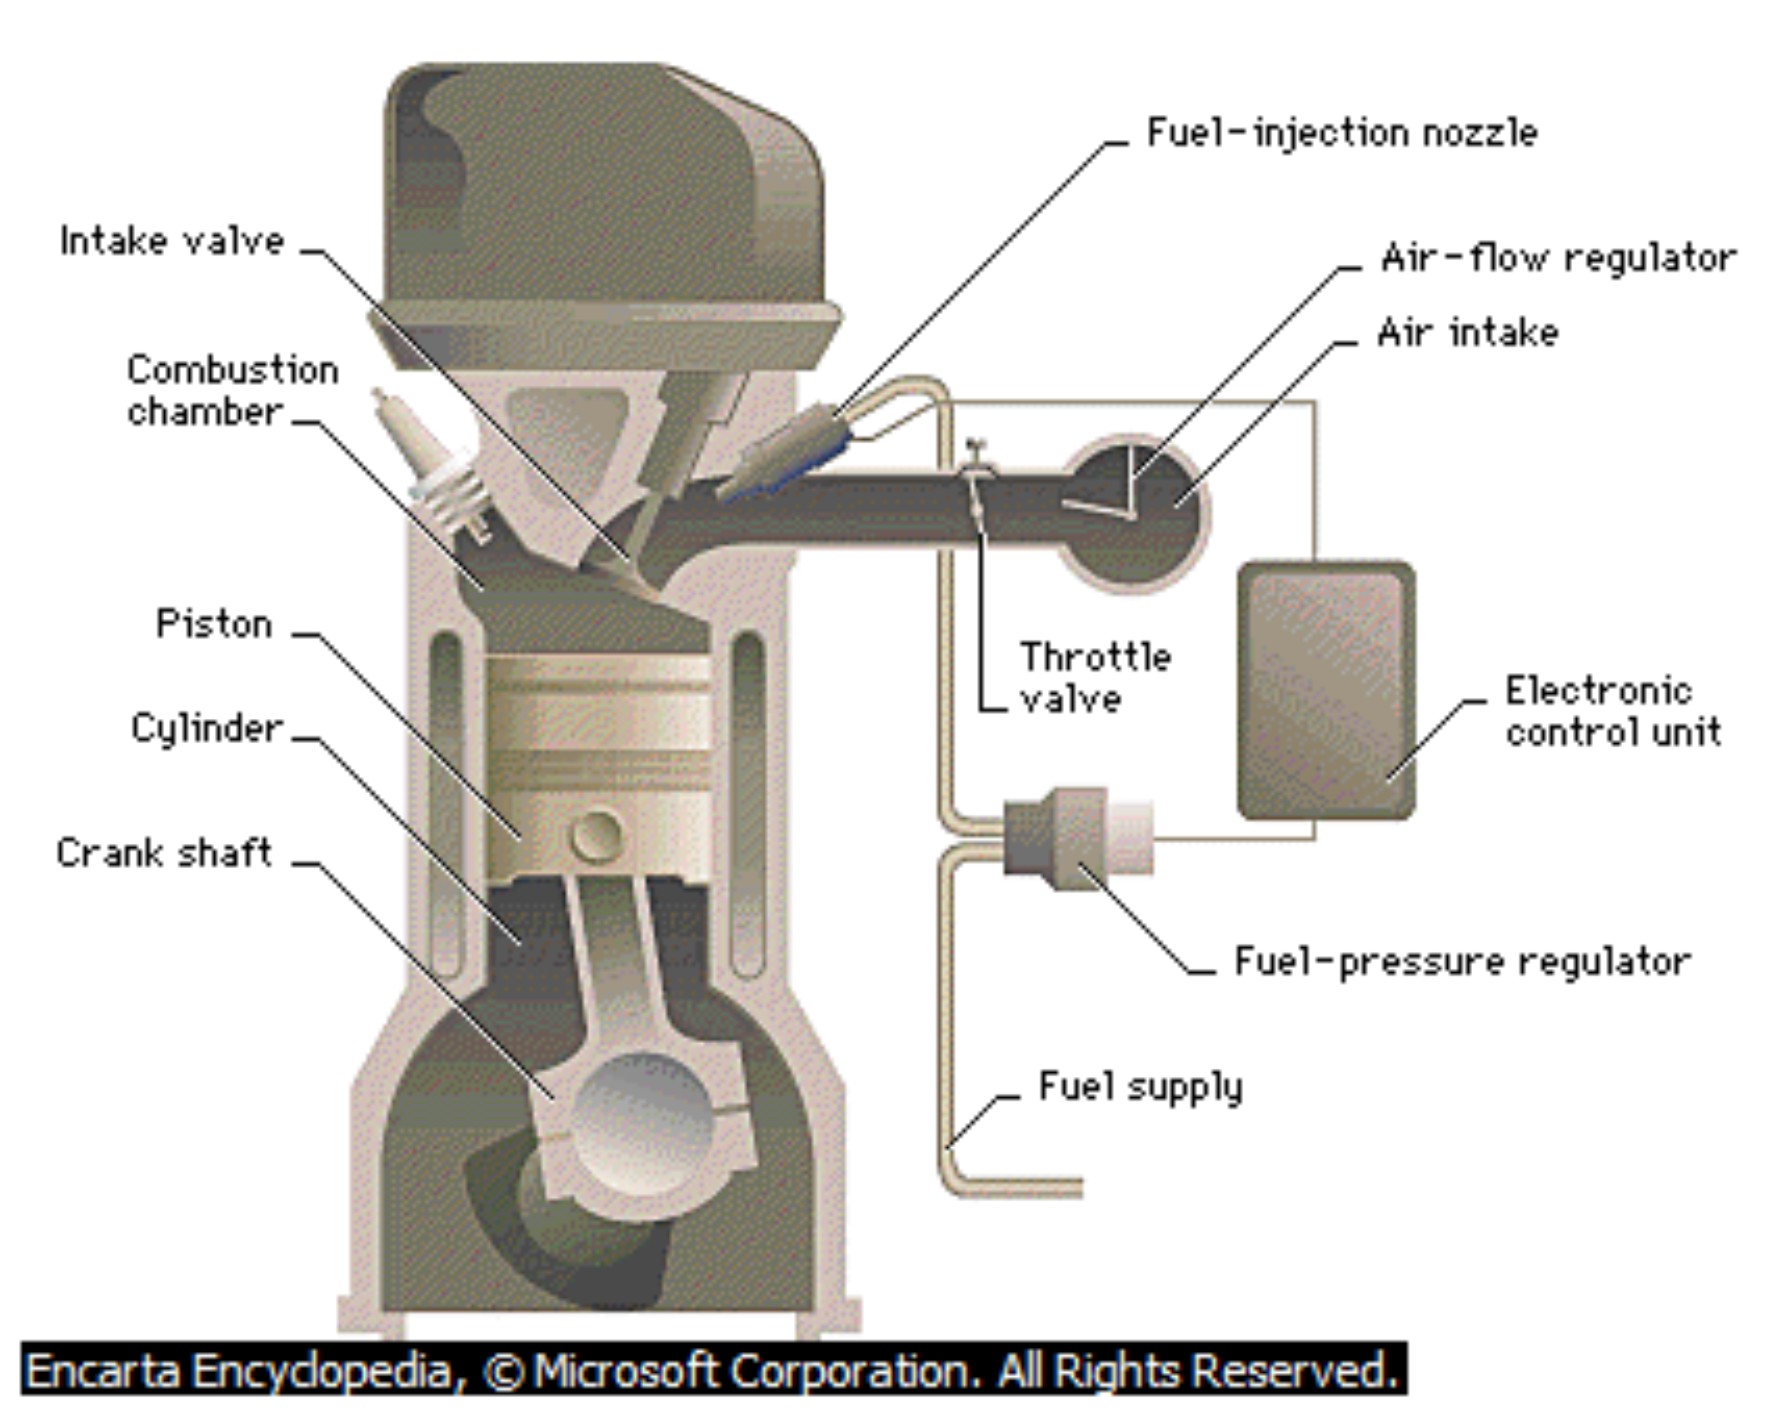 Fuel-injection nozzle
Intake valve
Air-flow regulator
Air intake
Combustion
chamber
Piston
Throttle
valve
Electronic
control unit
Cylinder
Crank shaft
Fuel-pressure regulator
Fuel supply
Encarta Encyclopedia, © Microsoft Corporation. All Rights Reserved.